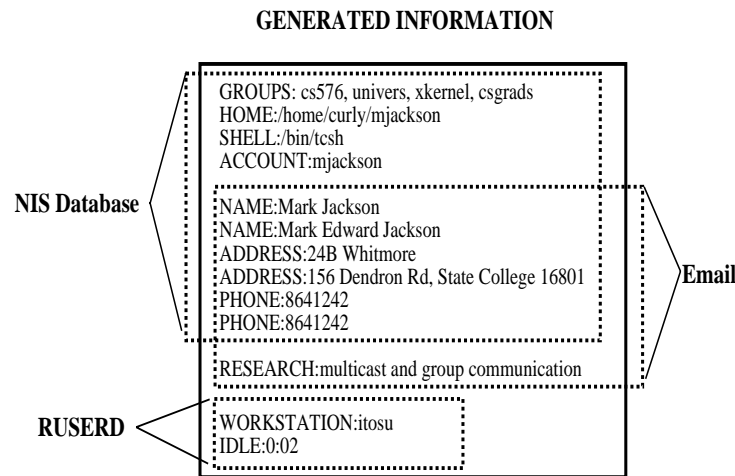 GENERATED INFORMATION
GROUPS: cs576, univers, xkernel, csgrads
HOME:/home/curly/mjackson
SHELL:/bin/tcsh
ACCOUNT:mjackson
NIS Database
NAME:Mark Jackson
NAME:Mark Edward Jackson
ADDRESS:24B Whitmore
ADDRESS:156 Dendron Rd, State College 16801
PHONE:8641242
PHONE:8641242
Email
RESEARCH:multicast and group communication
RUSERD
WORKSTATION:itosu
IDLE:0:02